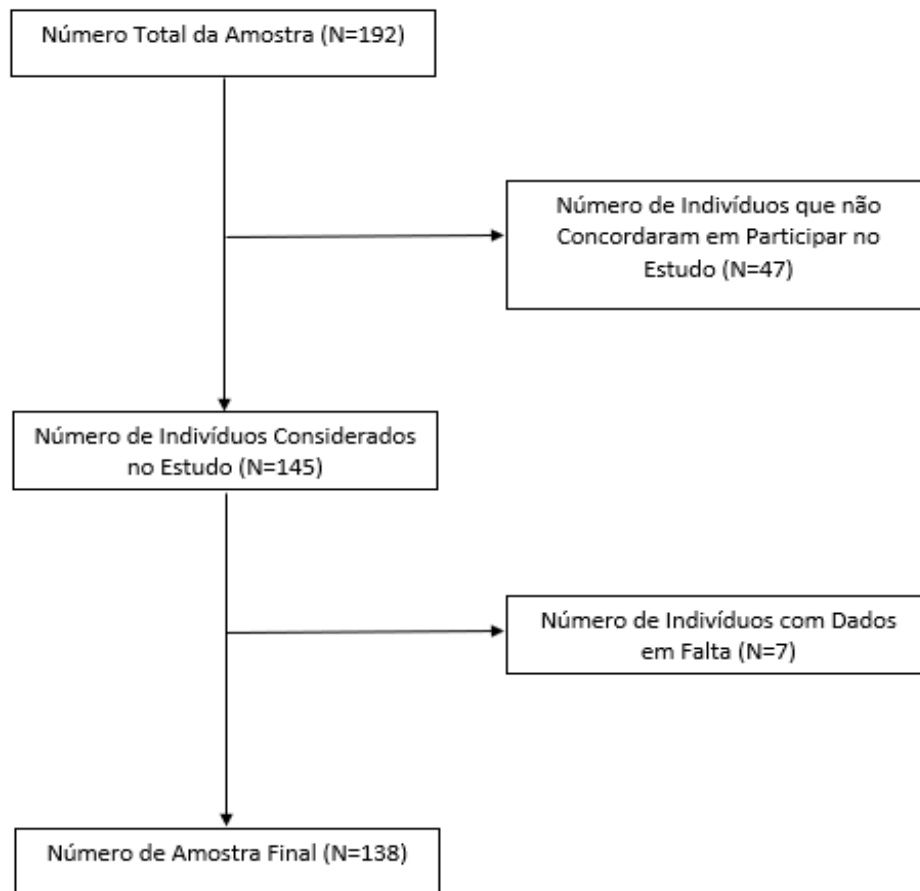 Número Total da Amostra (N=192)
Número de Indivíduos que não
Concordaram em Participar no
Estudo (N=47)
Número de Indivíduos Considerados
no Estudo (N=145)
Número de Indivíduos com Dados
em Falta (N=7)
Número de Amostra Final (N=138)